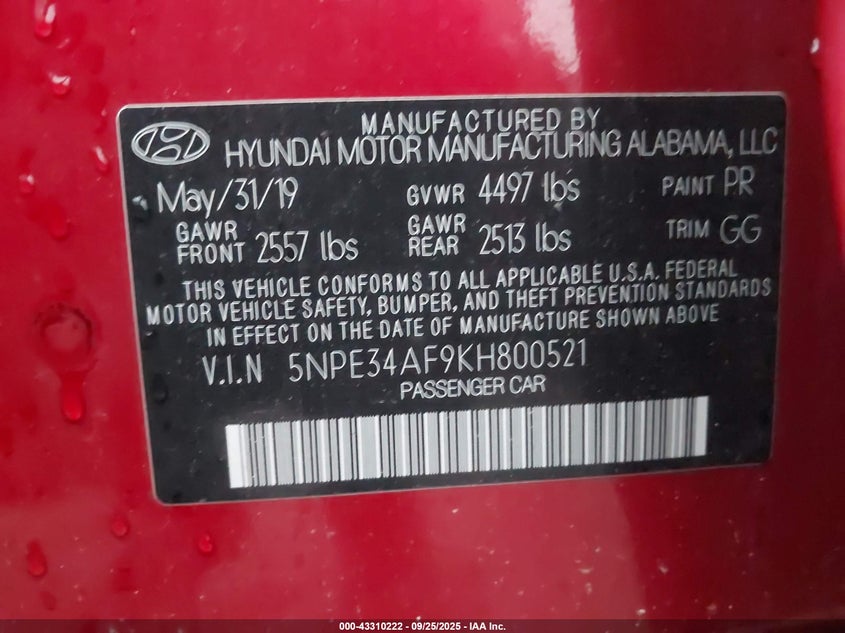 MANUFACTURED BY
HYUNDAI MOTOR MANUFACTURING ALABAMA, LLC
May/31/19 GVWR 4497 lbs PAINT PR
GAWR FRONT 2557 lbs GAWR REAR 2513 lbs TRIM GG
THIS VEHICLE CONFORMS TO ALL APPLICABLE U.S.A. FEDERAL
MOTOR VEHICLE SAFETY, BUMPER, AND THEFT PREVENTION STANDARDS
IN EFFECT ON THE DATE OF MANUFACTURE SHOWN ABOVE
V.I.N 5NPE34AF9KH800521
PASSENGER CAR
000-43310222 - 09/25/2025 - IAA Inc.